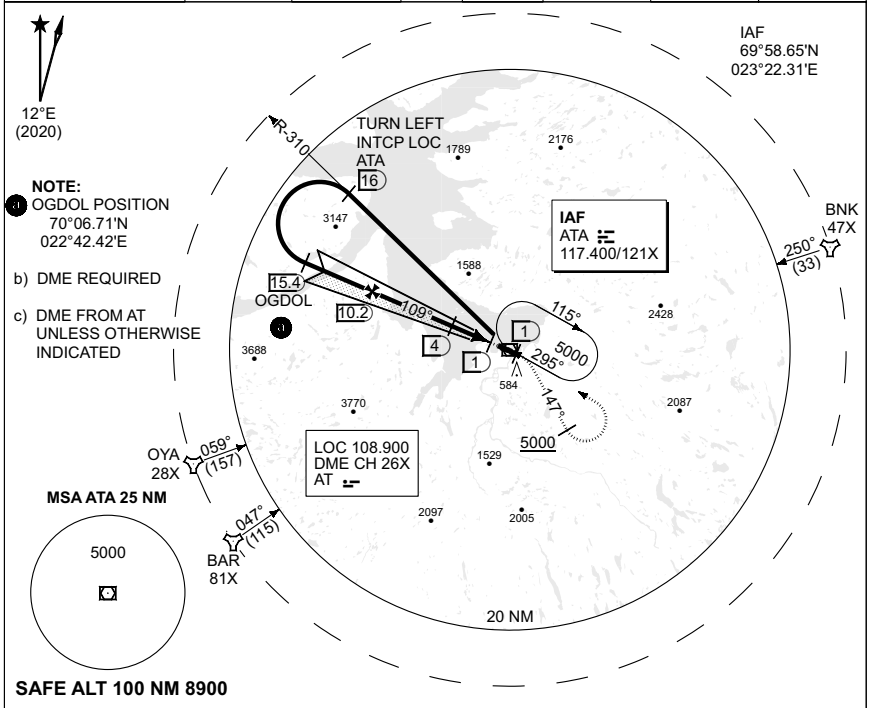 IAF
69°58.65'N
023°22.31'E
12°E
(2020)
R-310
TURN LEFT
INTCP LOC
ATA
16
1789
2176
NOTE:
OGDOL POSITION
70°06.71'N
022°42.42'E
b) DME REQUIRED
c) DME FROM AT
UNLESS OTHERWISE
INDICATED
3147
IAF
ATA
117.400/121X
BNK
47X
250°
(33)
1588
15.4
OGDOL
10.2
109°
4
1
1
115°
5000
295°
2428
3688
584
147°
5000
2087
3770
LOC 108.900
DME CH 26X
AT
1529
OYA
28X
059°
(157)
MSA ATA 25 NM
5000
BAR
81X
047°
(115)
2097
2005
20 NM
SAFE ALT 100 NM 8900